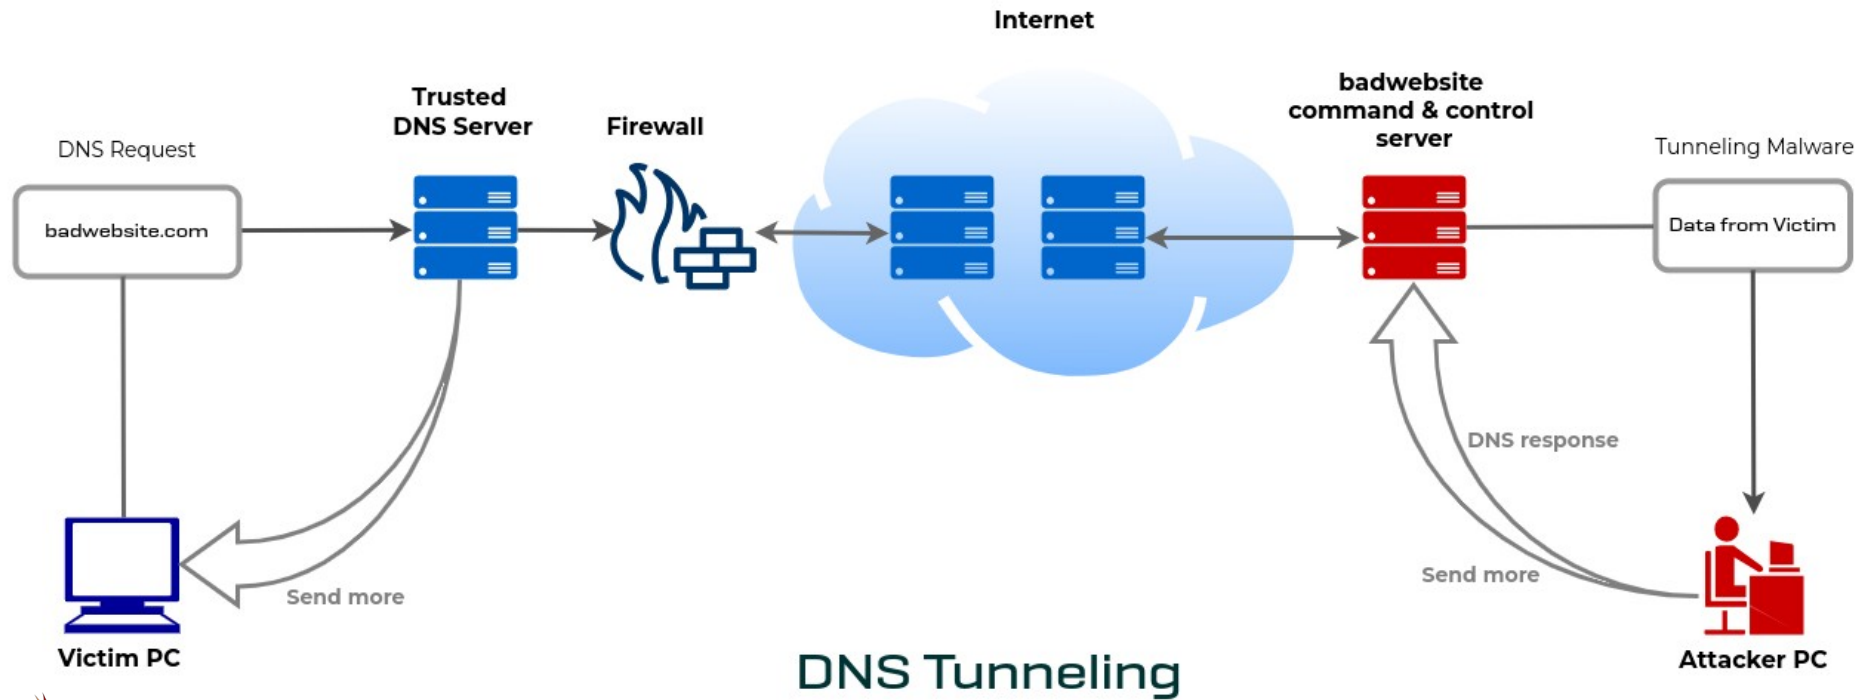 Internet
Trusted
DNS Server
Firewall
badwebsite
command & control
server
DNS Request
Tunneling Malware
badwebsite.com
Data from Victim
DNS response
Send more
Send more
Victim PC
Attacker PC
DNS Tunneling